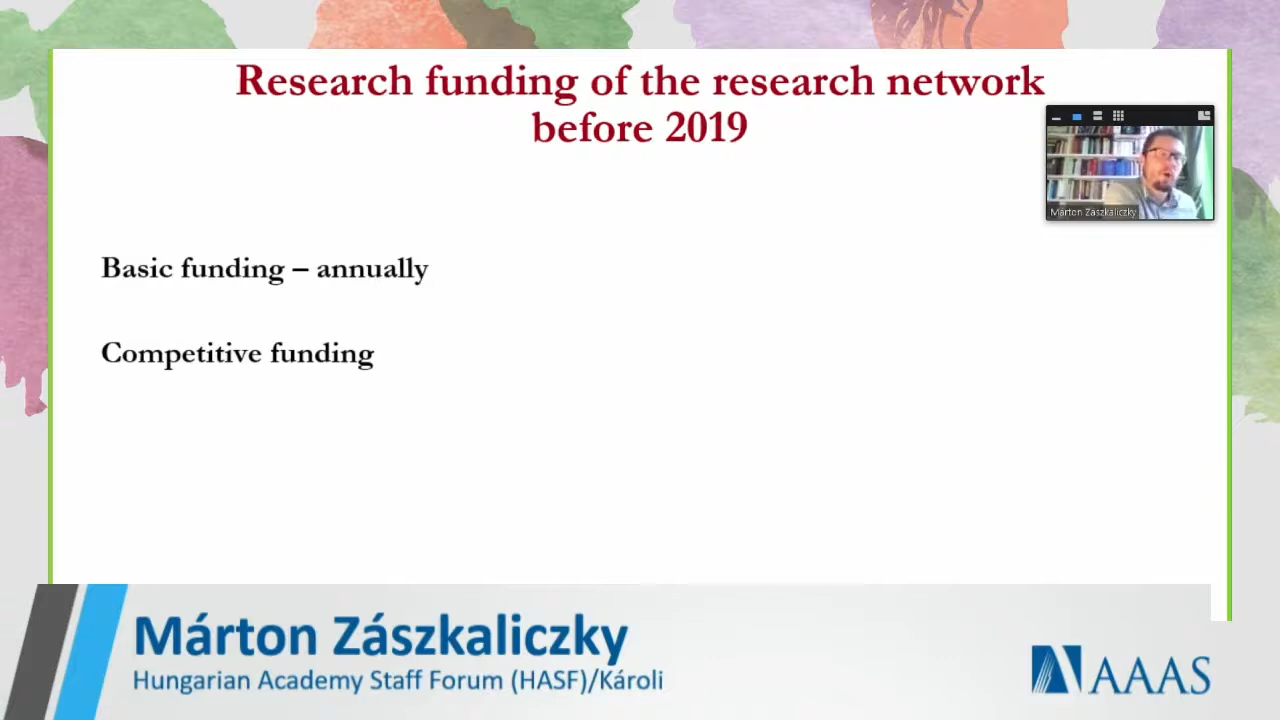 Research funding of the research network
before 2019
Márton Zászkaliczky
Basic funding – annually
Competitive funding
Márton Zászkaliczky
Hungarian Academy Staff Forum (HASF)/Károli
AAAS